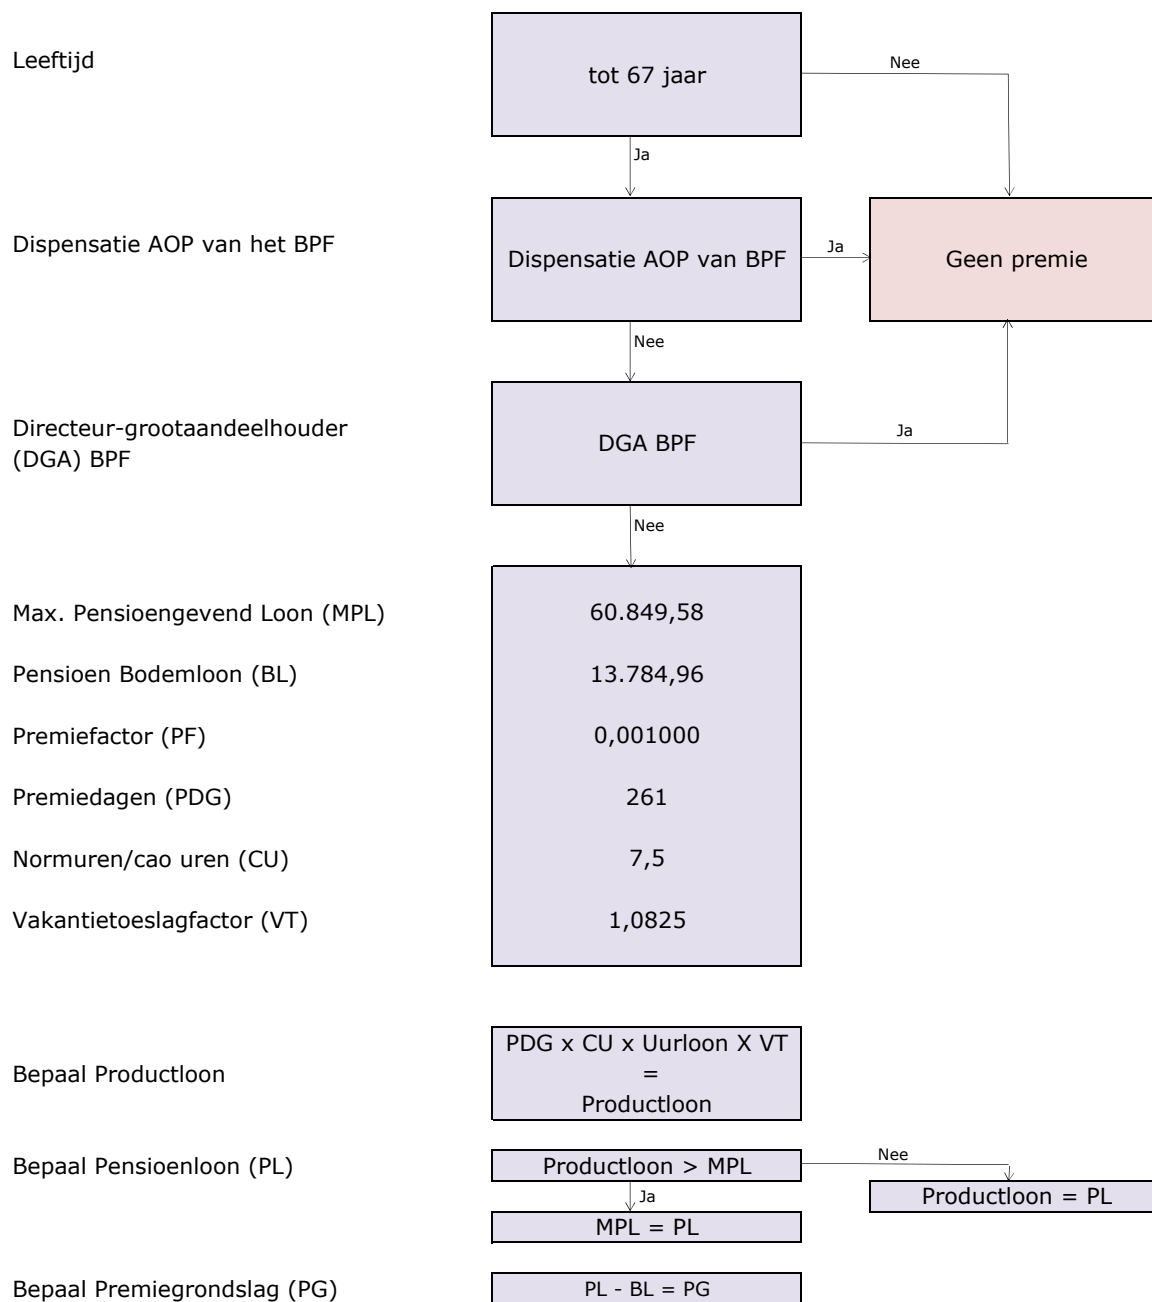 Leeftijd
tot 67 jaar
Nee
Ja
Dispensatie AOP van het BPF
Dispensatie AOP van BPF
Ja
Geen premie
Nee
Directeur-grootaandeelhouder
(DGA) BPF
DGA BPF
Ja
Nee
Max. Pensioengevend Loon (MPL)
60.849,58
Pensioen Bodemloon (BL)
13.784,96
Premiefactor (PF)
0,001000
Premiedagen (PDG)
261
Normuren/cao uren (CU)
7,5
Vakantietoeslagfactor (VT)
1,0825
Bepaal Productloon
PDG x CU x Uurloon X VT
=
Productloon
Bepaal Pensioenloon (PL)
Productloon > MPL
Nee
Productloon = PL
Ja
MPL = PL
Bepaal Premiegrondslag (PG)
PL - BL = PG